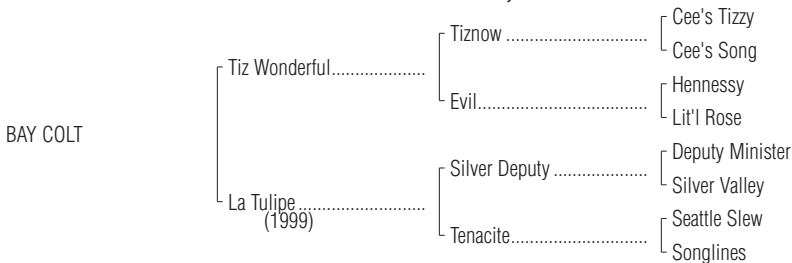 Cee's Tizzy
Tiznow ................................
Cee's Song
Tiz Wonderful.....................
Hennessy
Evil......................................
Lit'l Rose
BAY COLT
Deputy Minister
Silver Deputy .....................
Silver Valley
La Tulipe............................
(1999)
Seattle Slew
Tenacite..............................
Songlines